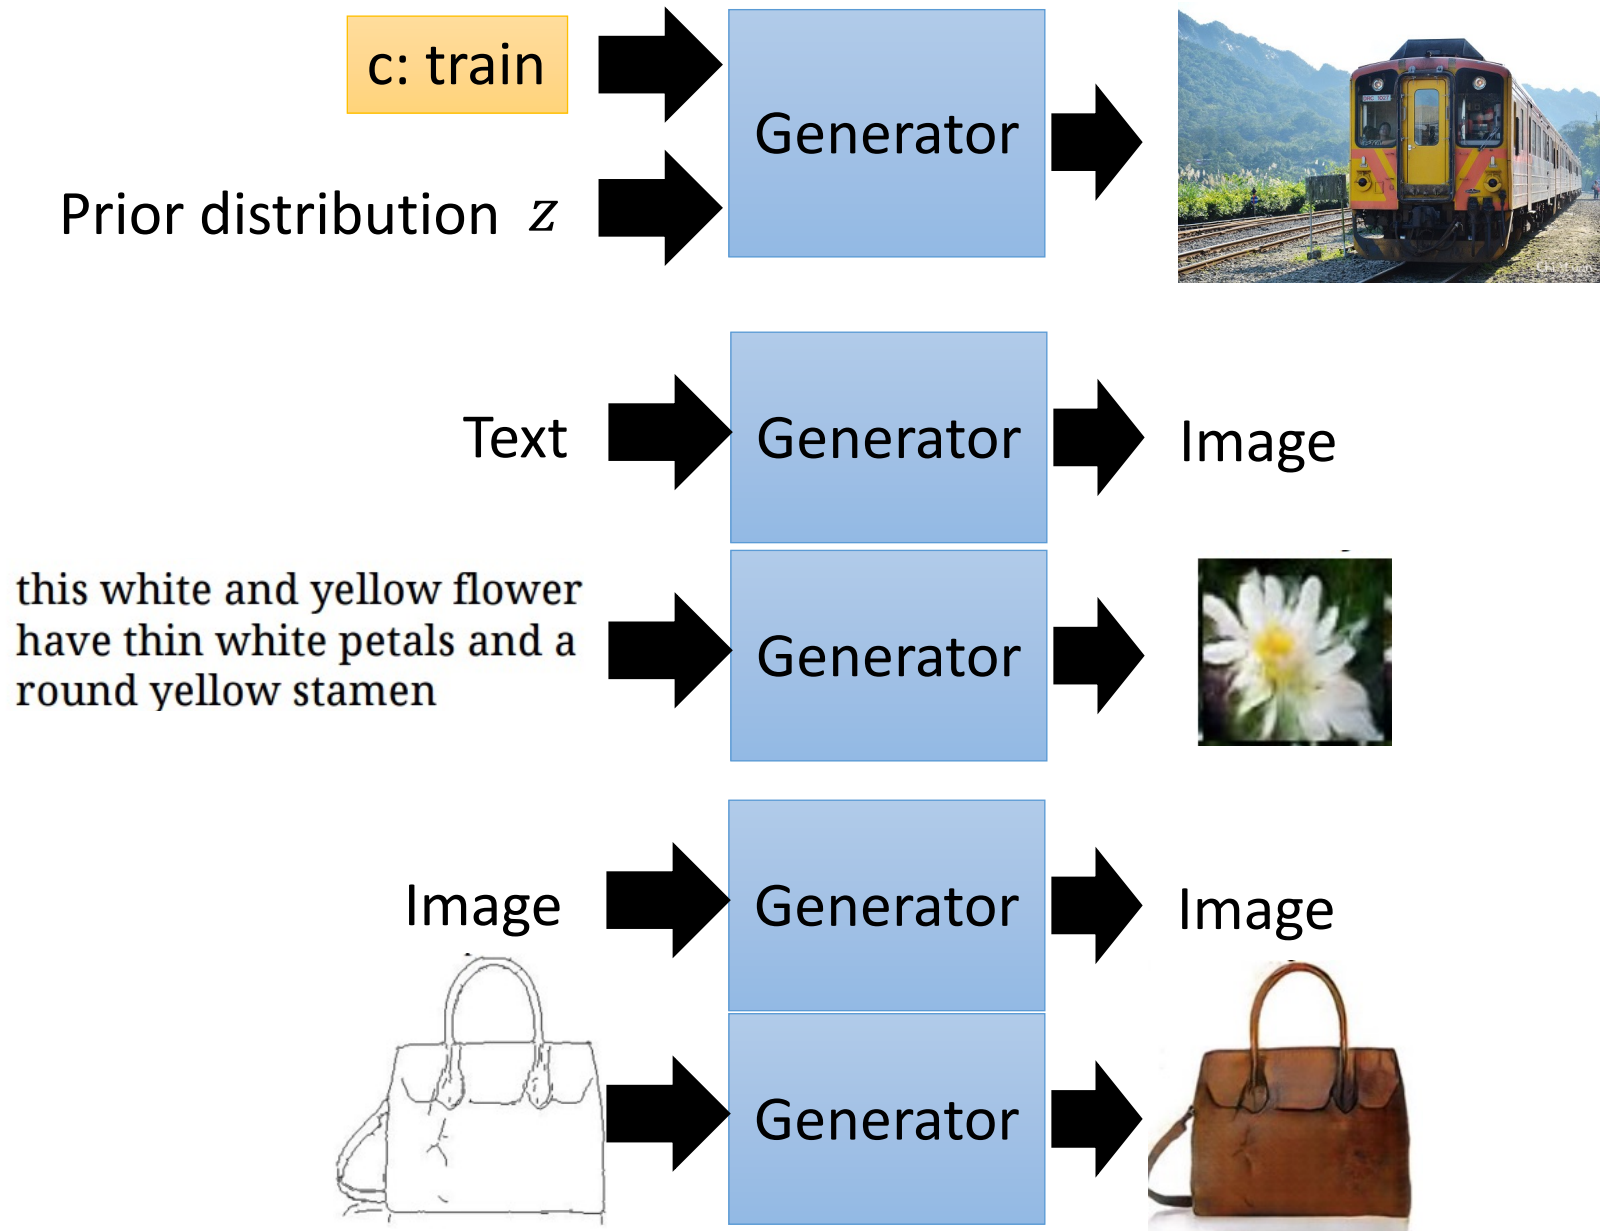 c: train
Generator
Prior distribution z
Text
Generator
Image
this white and yellow flower
have thin white petals and a
round yellow stamen
Generator
Image
Generator
Image
Generator